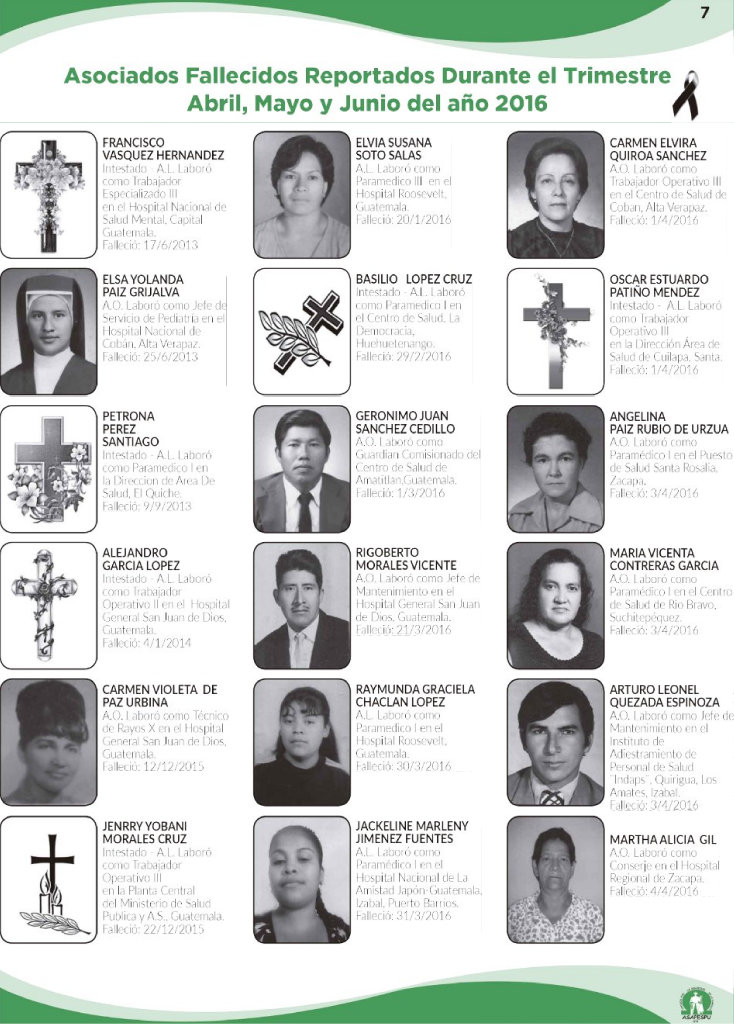 7
Asociados Fallecidos Reportados Durante el Trimestre
Abril, Mayo y Junio del año 2016
FRANCISCO
VASQUEZ HERNANDEZ
Intestado - A.L. Laboró
como Trabajador
Especializado III
en el Hospital Nacional de
Salud Mental, Capital
Guatemala.
Falleció: 17/6/2013
ELSA YOLANDA
PAIZ GRIJALVA
A.O. Laboró como Jefe de
Servicio de Pediatría en el
Hospital Nacional de
Cobán, Alta Verapaz.
Falleció: 25/6/2013
PETRONA
PEREZ
SANTIAGO
Intestado - A.L. Laboró
como Paramedico I en
la Direccion de Area De
Salud, El Quiche.
Falleció: 9/9/2013
ALEJANDRO
GARCIA LOPEZ
Intestado - A.L. Laboró
como Trabajador
Operativo II en el Hospital
General San Juan de Dios,
Guatemala.
Falleció: 4/1/2014
CARMEN VIOLETA DE
PAZ URBINA
A.O. Laboró como Técnico
de Rayos X en el Hospital
General San Juan de Dios,
Guatemala.
Falleció: 12/12/2015
JENRRY YOBANI
MORALES CRUZ
Intestado - A.L. Laboró
como Trabajador
Operativo III
en la Planta Central
del Ministerio de Salud
Publica y A.S., Guatemala.
Falleció: 22/12/2015
ELVIA SUSANA
SOTO SALAS
A.L. Laboró como
Paramedico III en el
Hospital Roosevelt,
Guatemala.
Falleció: 20/1/2016
BASILIO LOPEZ CRUZ
Intestado - A.L. Laboró
como Paramedico I en
el Centro de Salud, La
Democracia,
Huehuetenango.
Falleció: 29/2/2016
GERONIMO JUAN
SANCHEZ CEDILLO
A.O. Laboró como
Guardian Comisionado del
Centro de Salud de
Amatitlan,Guatemala.
Falleció: 1/3/2016
RIGOBERTO
MORALES VICENTE
A.O. Laboró como Jefe de
Mantenimiento en el
Hospital General San Juan
de Dios, Guatemala.
Falleció: 21/3/2016
RAYMUNDA GRACIELA
CHACLAN LOPEZ
A.L. Laboró como
Paramedico I en el
Hospital Roosevelt,
Guatemala.
Falleció: 30/3/2016
JACKELINE MARLENY
JIMENEZ FUENTES
A.L. Laboró como
Paramédico I en el
Hospital Nacional de La
Amistad Japón-Guatemala,
Izabal, Puerto Barrios.
Falleció: 31/3/2016
CARMEN ELVIRA
QUIROA SANCHEZ
A.O. Laboró como
Trabajador Operativo III
en el Centro de Salud de
Coban, Alta Verapaz.
Falleció: 1/4/2016
OSCAR ESTUARDO
PATIÑO MENDEZ
Intestado - A.L. Laboró
como Trabajador
Operativo III
en la Dirección Área de
Salud de Cuilapa, Santa.
Falleció: 1/4/2016
ANGELINA
PAIZ RUBIO DE URZUA
A.O. Laboró como
Paramédico I en el Puesto
de Salud Santa Rosalia,
Zacapa.
Falleció: 3/4/2016
MARIA VICENTA
CONTRERAS GARCIA
A.O. Laboró como
Paramédico I en el Centro
de Salud de Rio Bravo,
Suchitepéquez.
Falleció: 3/4/2016
ARTURO LEONEL
QUEZADA ESPINOZA
A.O. Laboró como Jefe de
Mantenimiento en el
Instituto de
Adiestramiento de
Personal de Salud
"Indaps", Quirigua, Los
Amates, Izabal.
Falleció: 3/4/2016
MARTHA ALICIA GIL
A.O. Laboró como
Conserje en el Hospital
Regional de Zacapa.
Falleció: 4/4/2016